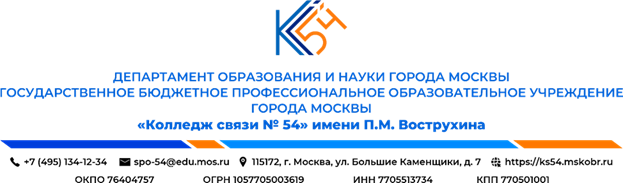 КС54
ДЕПАРТАМЕНТ ОБРАЗОВАНИЯ И НАУКИ ГОРОДА МОСКВЫ
ГОСУДАРСТВЕННОЕ БЮДЖЕТНОЕ ПРОФЕССИОНАЛЬНОЕ ОБРАЗОВАТЕЛЬНОЕ УЧРЕЖДЕНИЕ
ГОРОДА МОСКВЫ
«Колледж связи № 54» имени П.М. Вострухина
+7 (495) 134-12-34 spo-54@edu.mos.ru 115172, г. Москва, ул. Большие Каменщики, д. 7 https://ks54.mskobr.ru
ОКПО 76404757 ОГРН 1057705003619 ИНН 7705513734 КПП 770501001